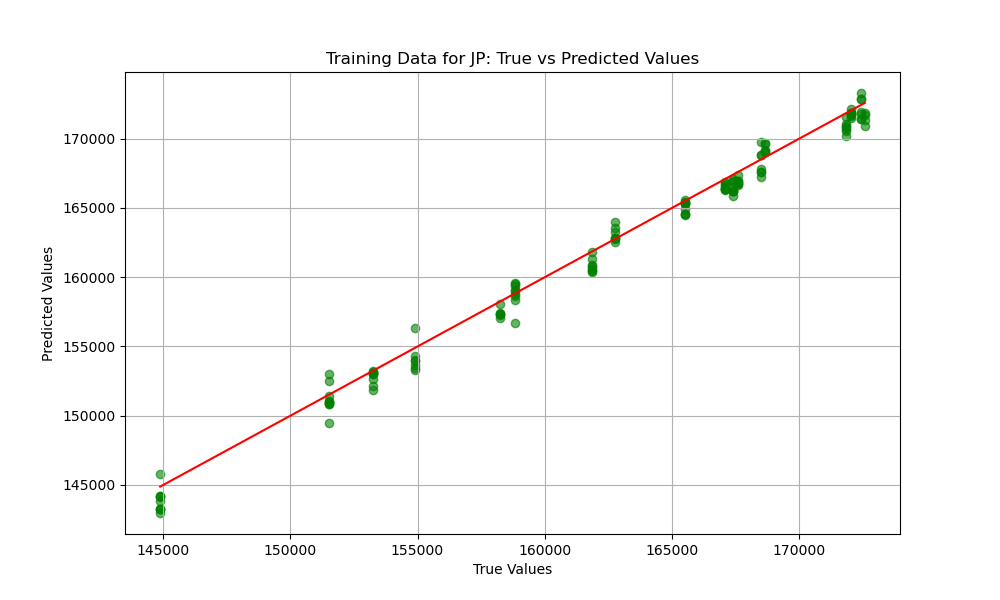 Training Data for JP: True vs Predicted Values
Predicted Values
170000
165000
160000
155000
150000
145000
145000 150000 155000 160000 165000 170000
True Values